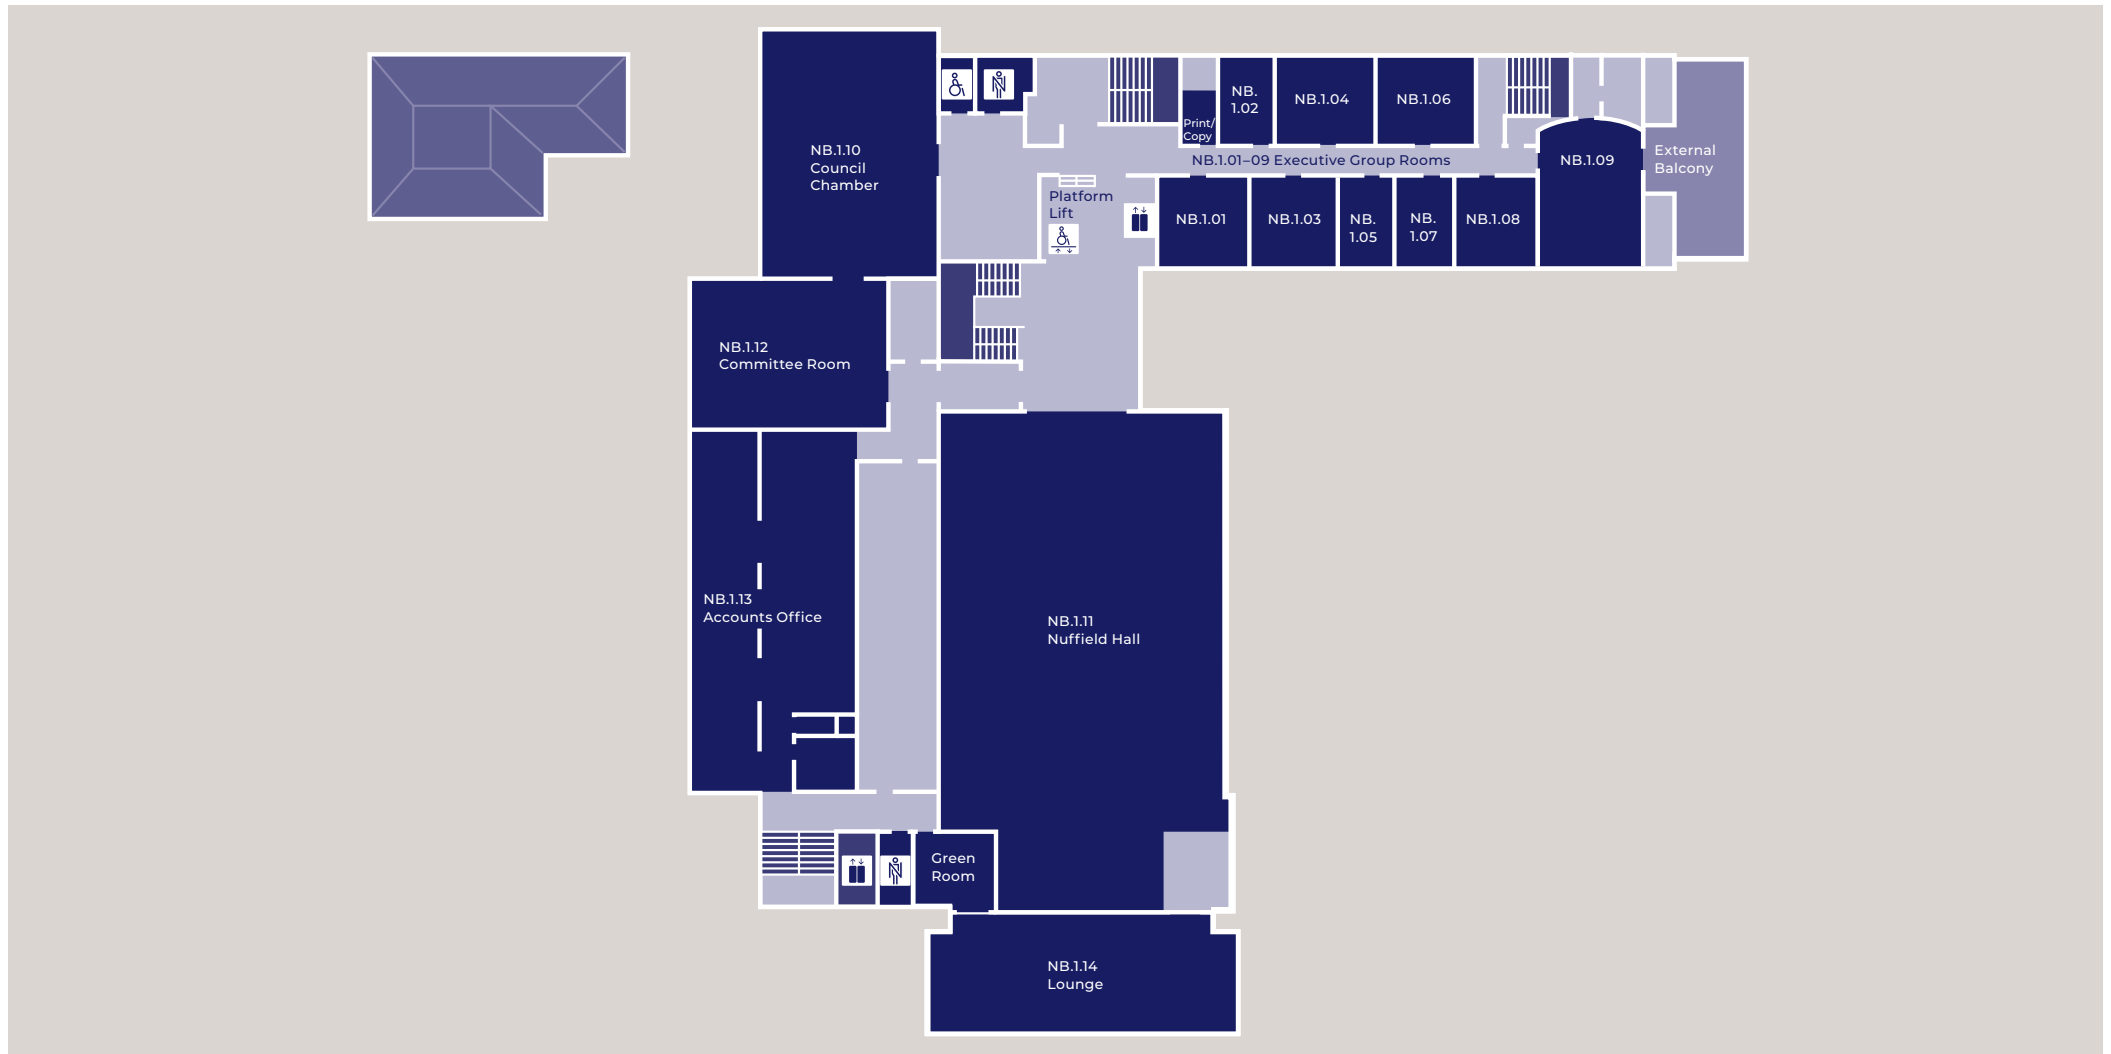 NB.1.10
Council
Chamber
Print/
Copy
NB.
1.02
NB.1.04
NB.1.06
NB.1.01–09 Executive Group Rooms
NB.1.09
External
Balcony
Platform
Lift
NB.1.01
NB.1.03
NB.
1.05
NB.
1.07
NB.1.08
NB.1.12
Committee Room
NB.1.13
Accounts Office
NB.1.11
Nuffield Hall
Green
Room
NB.1.14
Lounge